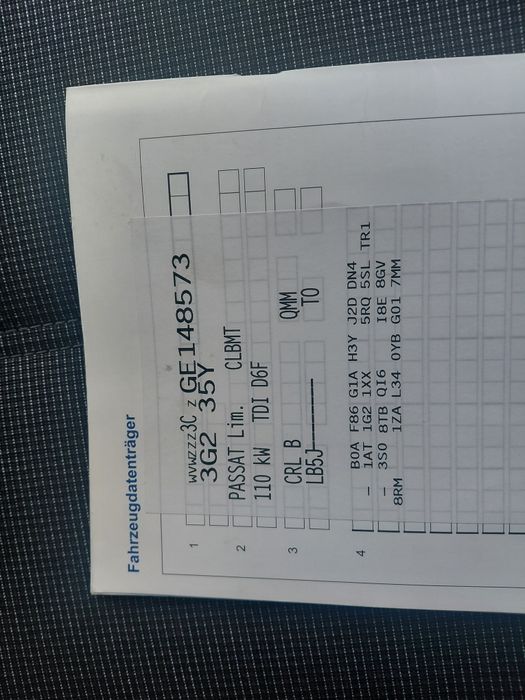 Fahrzeugdatenträger
1 WVWZZZ3C Z GE148573
3G2 35Y
2 PASSAT Lim. CLBMT
110 kW TDI D6F
3 CRL B QMM
LB5J TO
4 – B0A F86 G1A H3Y J2D DN4
– 1AT 1G2 1XX 5RQ 5SL TR1
– 3S0 8TB QI6 I8E 8GV
8RM 1ZA L34 0YB G01 7MM